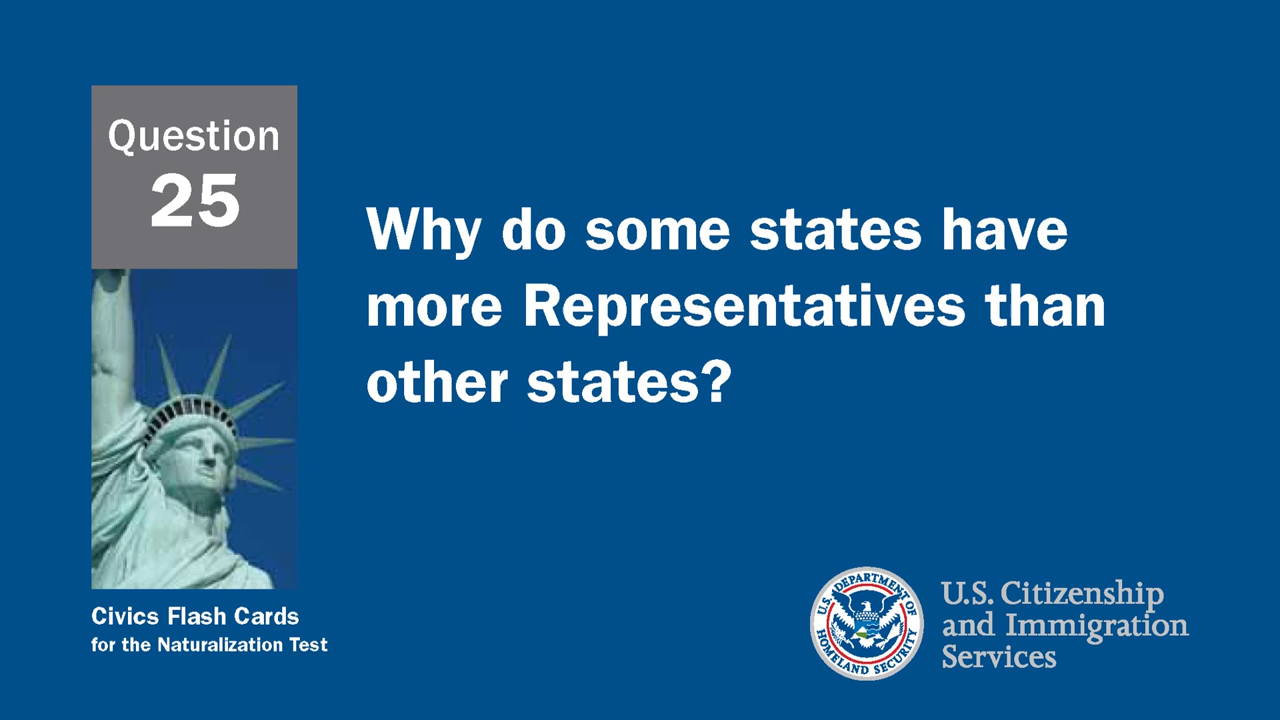 Question
25
Why do some states have
more Representatives than
other states?
Civics Flash Cards
for the Naturalization Test
U.S. DEPARTMENT OF
HOMELAND SECURITY
U.S. Citizenship
and Immigration
Services